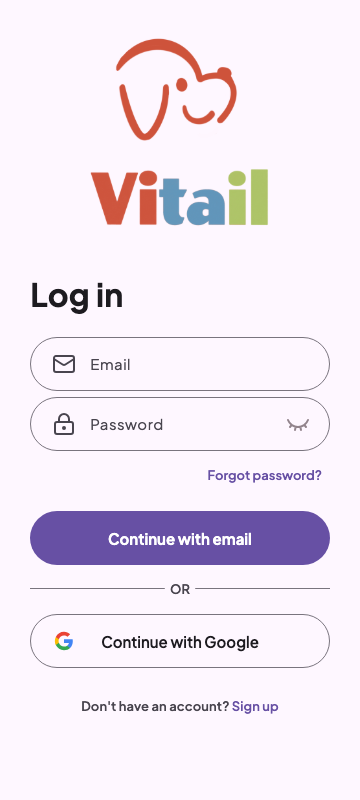 Vitail
Log in
Email
Password
Forgot password?
Continue with email
OR
Continue with Google
Don't have an account? Sign up